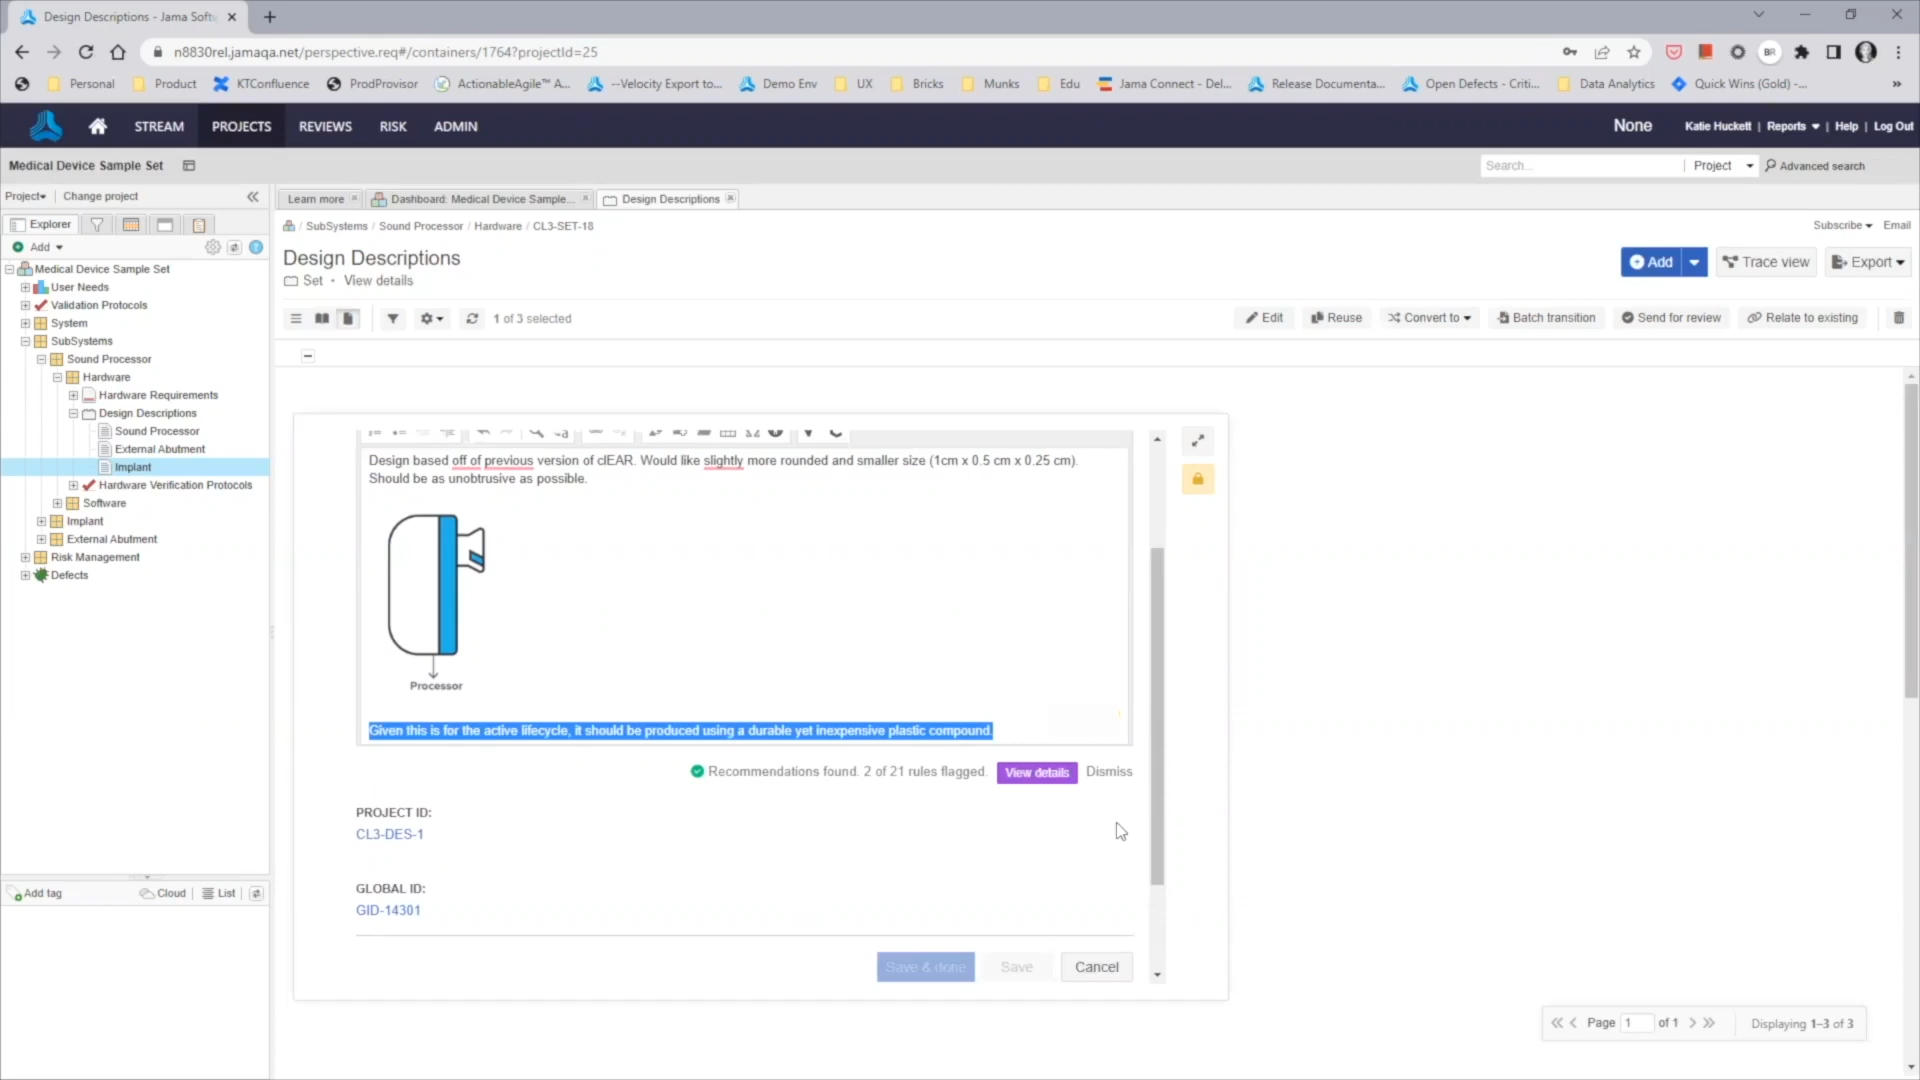 Design Descriptions - Jama Softw
n8830rel.jamaqa.net/perspective.req#/containers/1764?projectId=25
BR
Personal
Product
KTConfluence
ProdProvisor
ActionableAgile™ A...
--Velocity Export to...
Demo Env
UX
Bricks
Munks
Edu
Jama Connect - Del...
Release Documenta...
Open Defects - Criti...
Data Analytics
Quick Wins (Gold) -...
STREAM
PROJECTS
REVIEWS
RISK
ADMIN
None
Katie Huckett | Reports | Help | Log Out
Medical Device Sample Set
Search...
Project
Advanced search
Project
Change project
Learn more
Dashboard: Medical Device Sample...
Design Descriptions
Explorer
/ SubSystems / Sound Processor / Hardware / CL3-SET-18
Subscribe
Email
Add
Design Descriptions
Add
Trace view
Export
Set • View details
1 of 3 selected
Edit
Reuse
Convert to
Batch transition
Send for review
Relate to existing
Medical Device Sample Set
User Needs
Validation Protocols
System
SubSystems
Sound Processor
Hardware
Hardware Requirements
Design Descriptions
Sound Processor
External Abutment
Implant
Hardware Verification Protocols
Software
Implant
External Abutment
Risk Management
Defects
Design based off of previous version of clEAR. Would like slightly more rounded and smaller size (1cm x 0.5 cm x 0.25 cm).
Should be as unobtrusive as possible.
Processor
Given this is for the active lifecycle, it should be produced using a durable yet inexpensive plastic compound.
Recommendations found. 2 of 21 rules flagged.
View details
Dismiss
PROJECT ID:
CL3-DES-1
GLOBAL ID:
GID-14301
Add tag
Cloud
List
Save & done
Save
Cancel
Page 1 of 1
Displaying 1–3 of 3